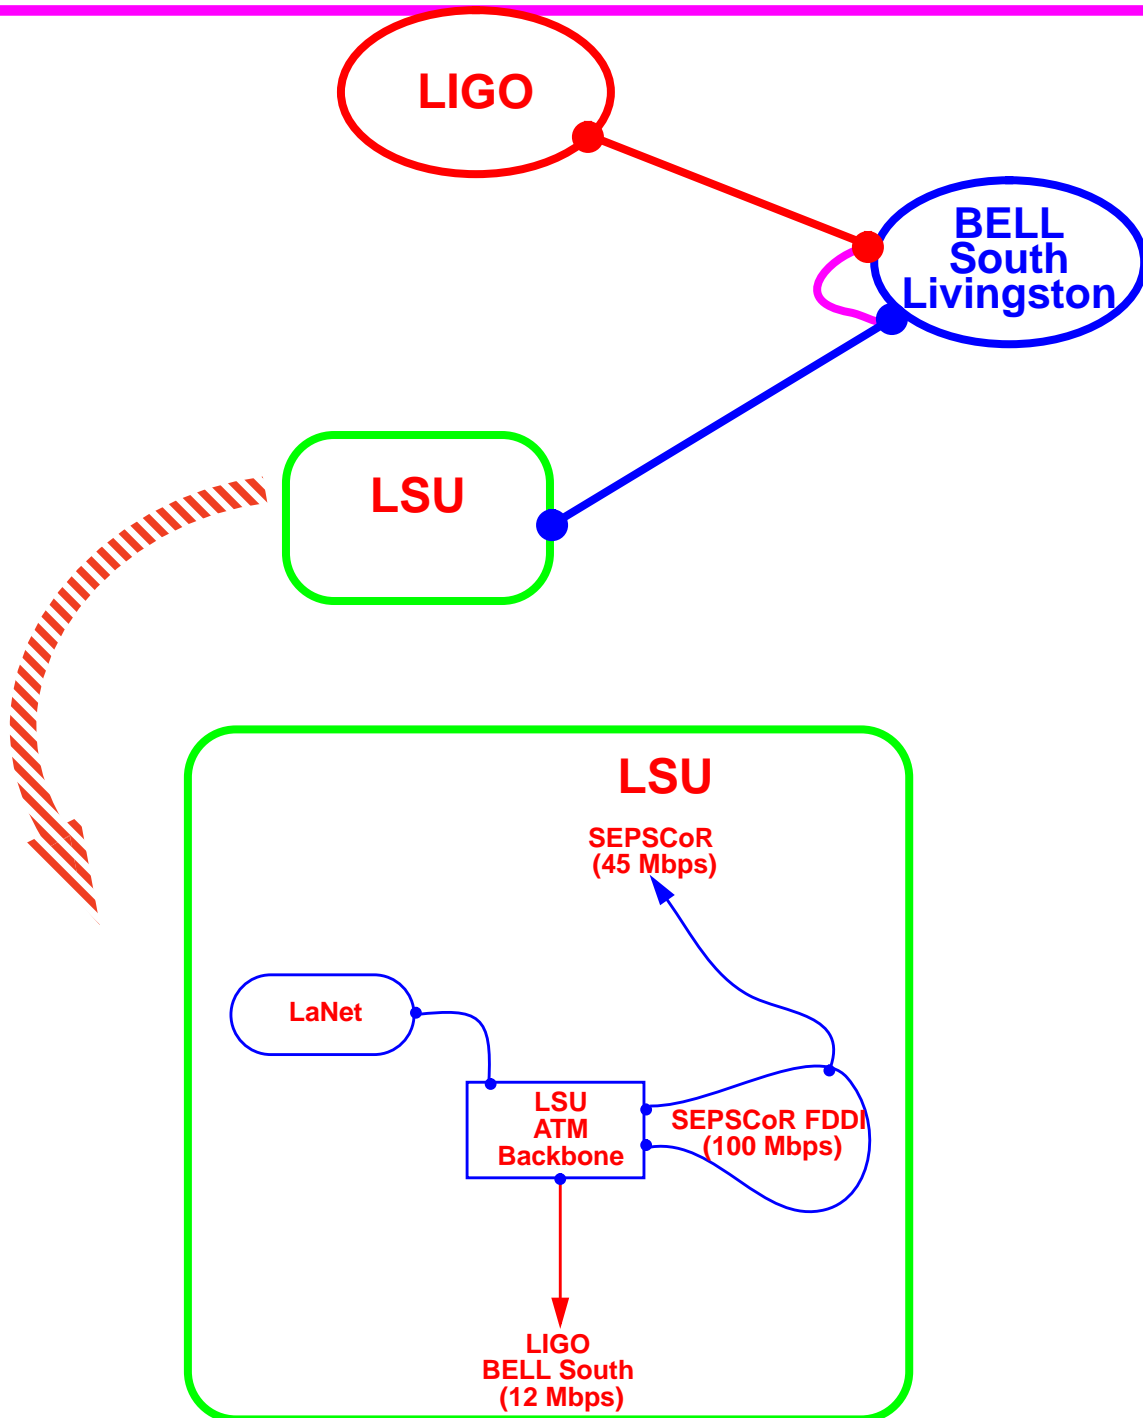 LIGO
BELL
South
Livingston
LSU
LSU
SEPSCoR
(45 Mbps)
LaNet
LSU
ATM
Backbone
SEPSCoR FDDI
(100 Mbps)
LIGO
BELL South
(12 Mbps)